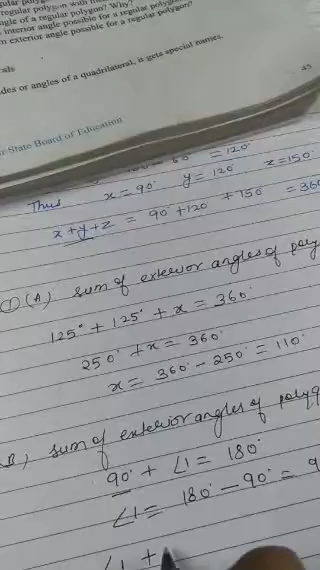 regular polygon with
angle of a regular polygon? Why?
interior angle possible for a regular polygon?
exterior angle possible for a regular polygon?
des or angles of a quadrilateral, it gets special names.
45
State Board of Education
= 120°
Thus x = 90° y = 120° z = 150°
x + y + z = 90° + 120 + 150 = 360
(A) sum of exterior angles of poly
125° + 125° + x = 360°
250° + x = 360°
x = 360° - 250° = 110°
B) sum of exterior angles of polyg
90° + ∠1 = 180°
∠1 = 180° - 90° = 9
∠1 +